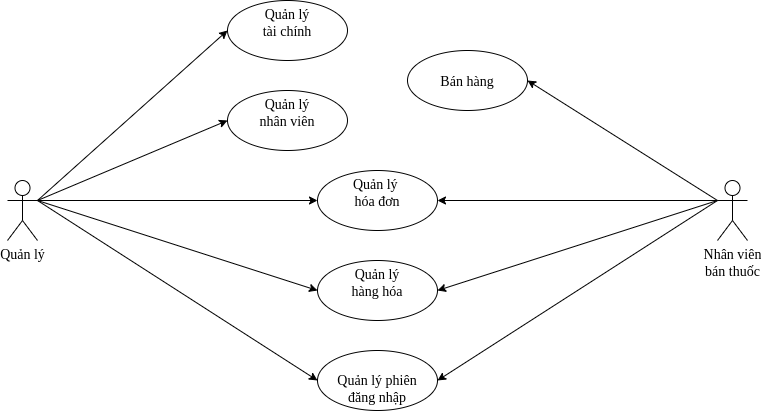 Quản lý
tài chính
Bán hàng
Quản lý
nhân viên
Quản lý
hóa đơn
Quản lý
Nhân viên
bán thuốc
Quản lý
hàng hóa
Quản lý phiên
đăng nhập